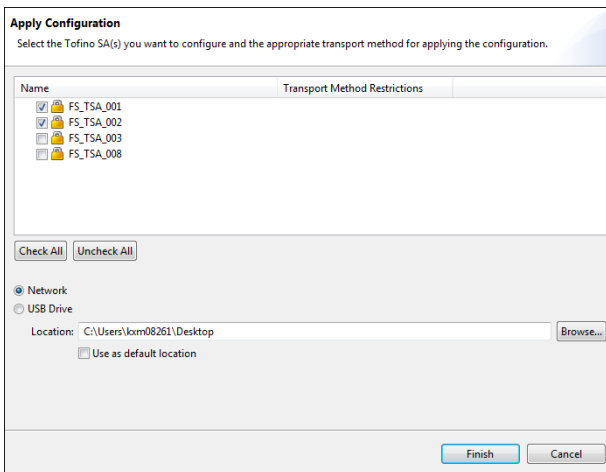 Apply Configuration
Select the Tofino SA(s) you want to configure and the appropriate transport method for applying the configuration.
Name Transport Method Restrictions
FS_TSA_001
FS_TSA_002
FS_TSA_003
FS_TSA_008
Check All Uncheck All
Network
USB Drive
Location: C:\Users\kxm08261\Desktop Browse...
Use as default location
Finish Cancel